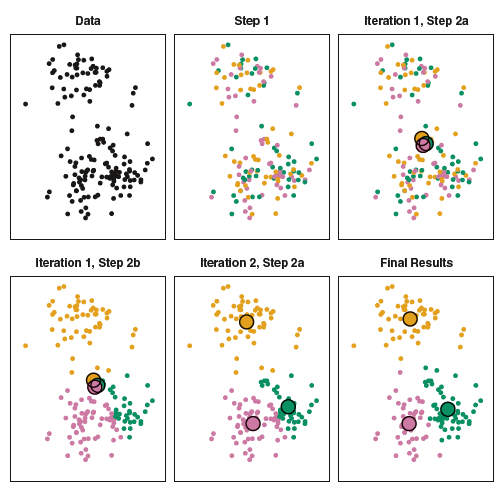 Data
Step 1
Iteration 1, Step 2a
Iteration 1, Step 2b
Iteration 2, Step 2a
Final Results